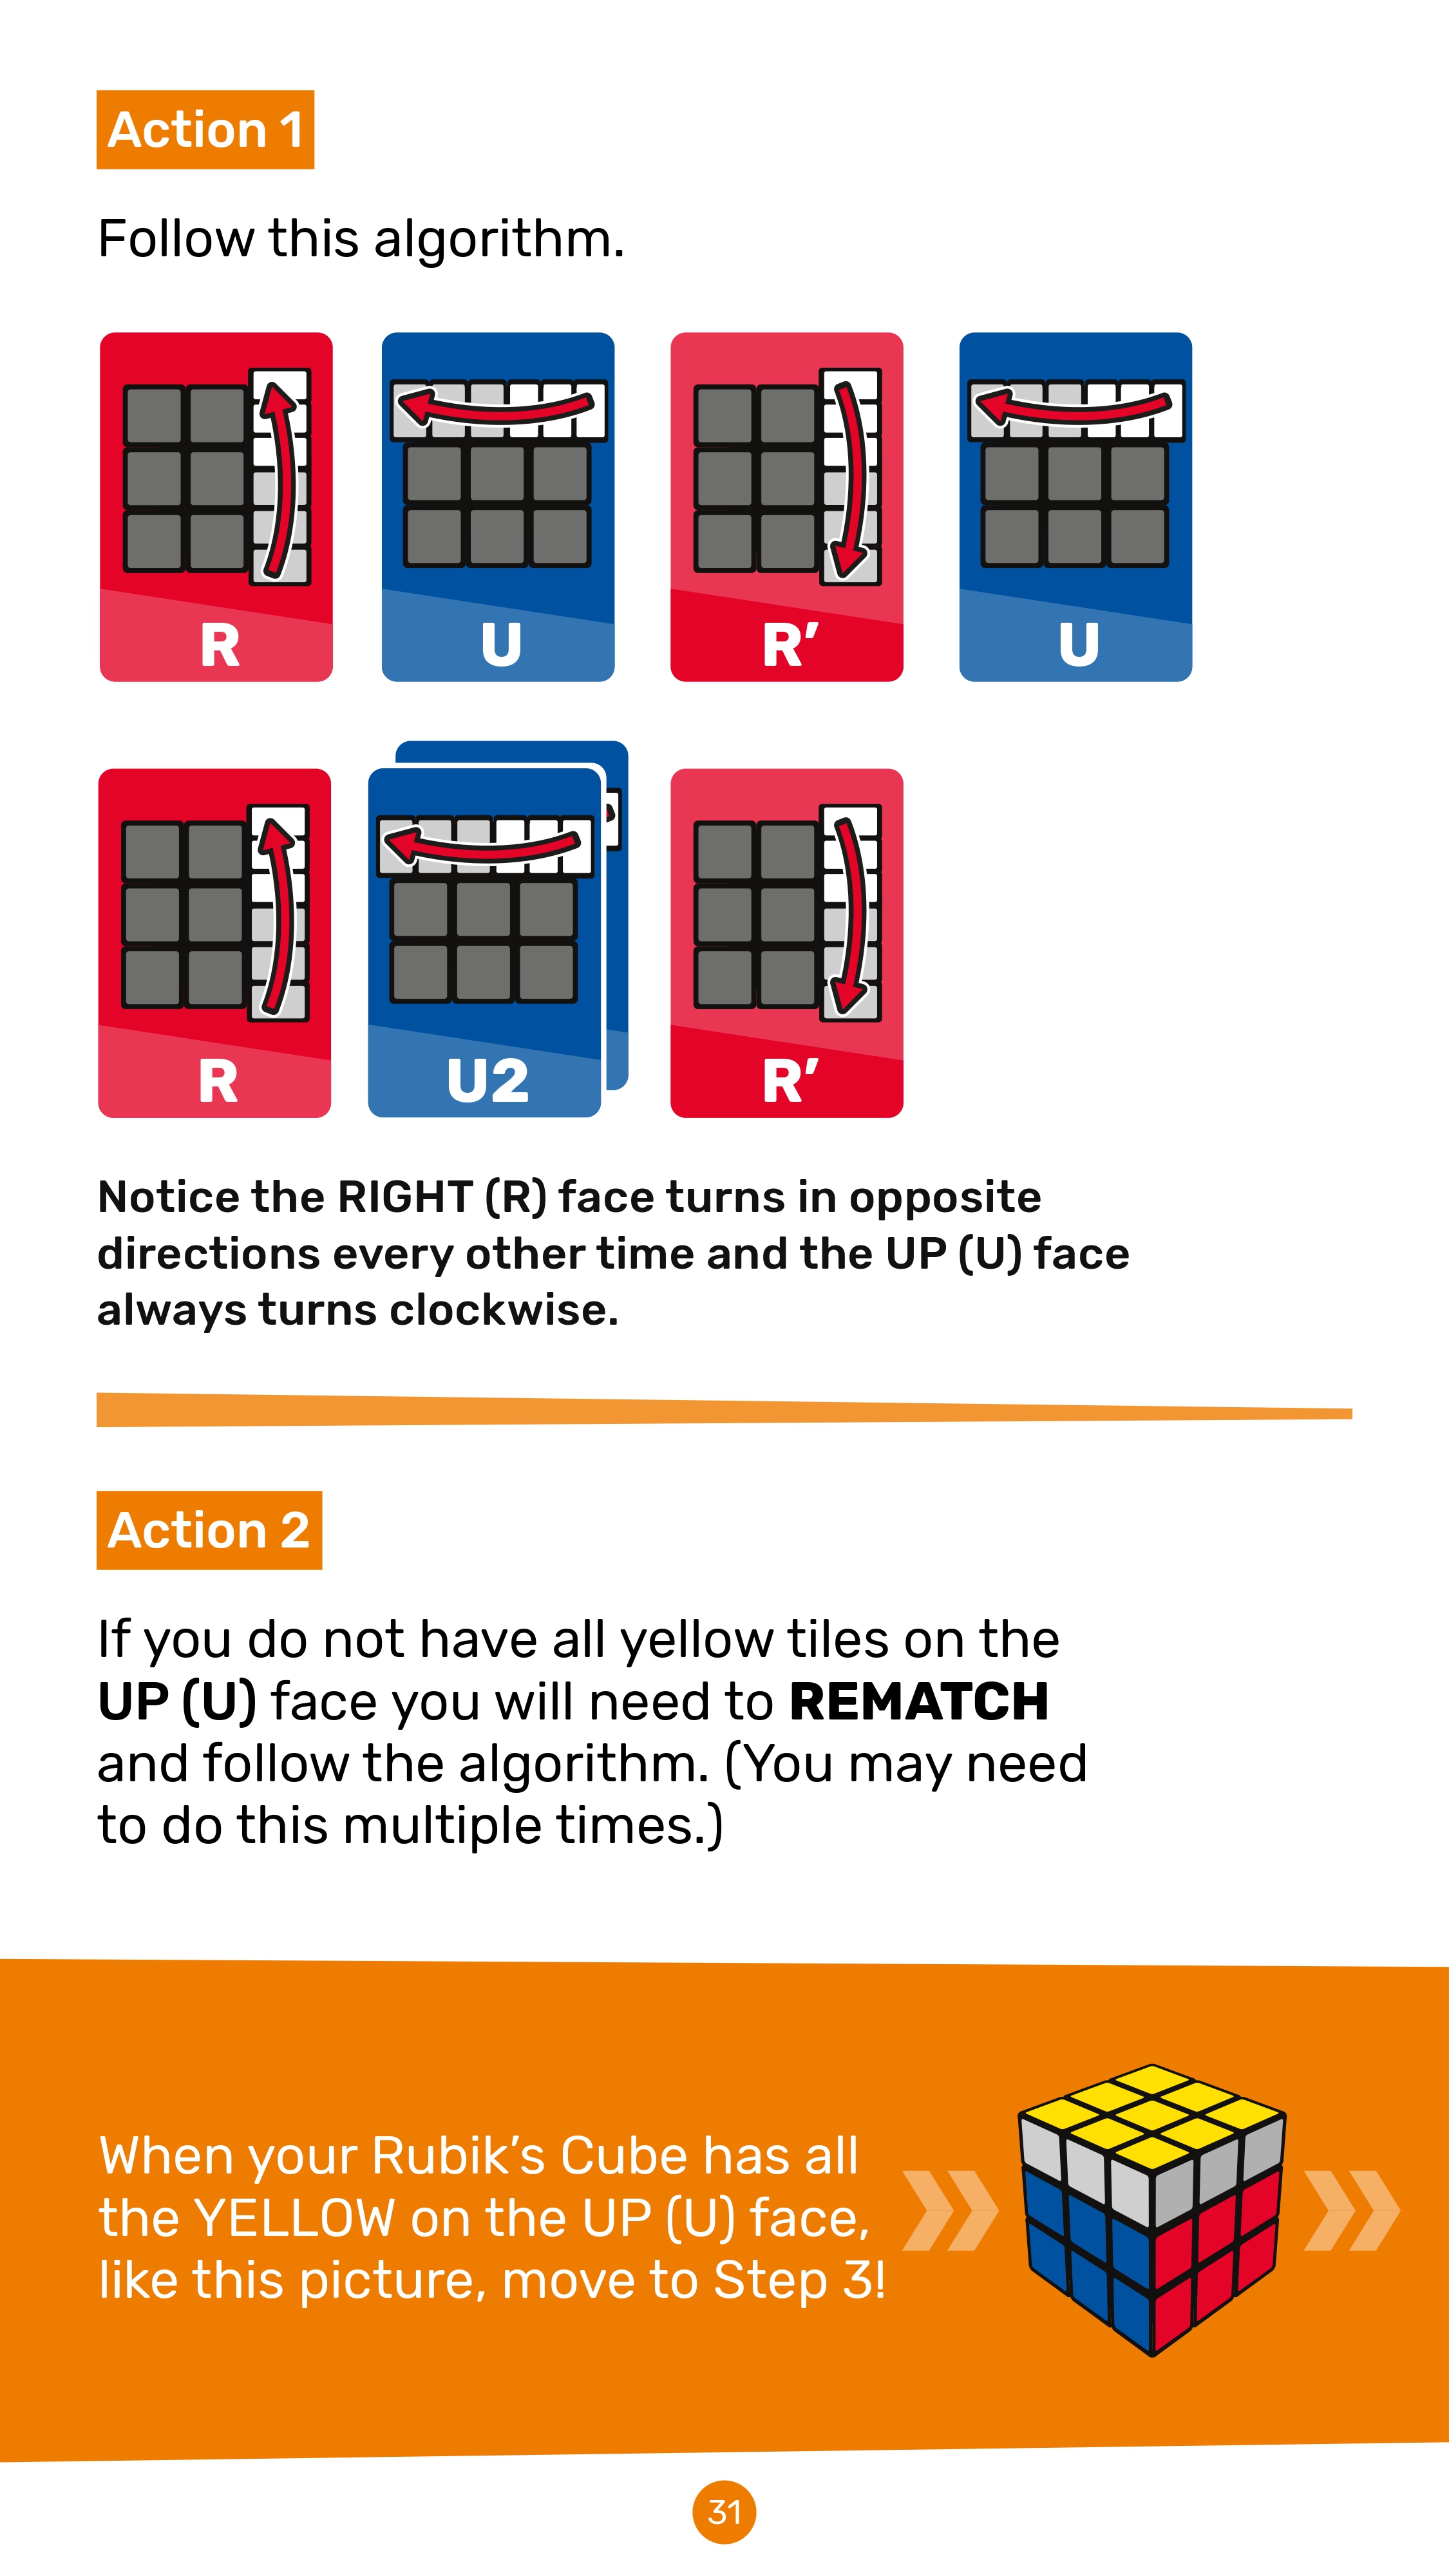 Action 1
Follow this algorithm.
R U R’ U
R U2 R’
Notice the RIGHT (R) face turns in opposite
directions every other time and the UP (U) face
always turns clockwise.
Action 2
If you do not have all yellow tiles on the
UP (U) face you will need to REMATCH
and follow the algorithm. (You may need
to do this multiple times.)
When your Rubik’s Cube has all
the YELLOW on the UP (U) face,
like this picture, move to Step 3!
31